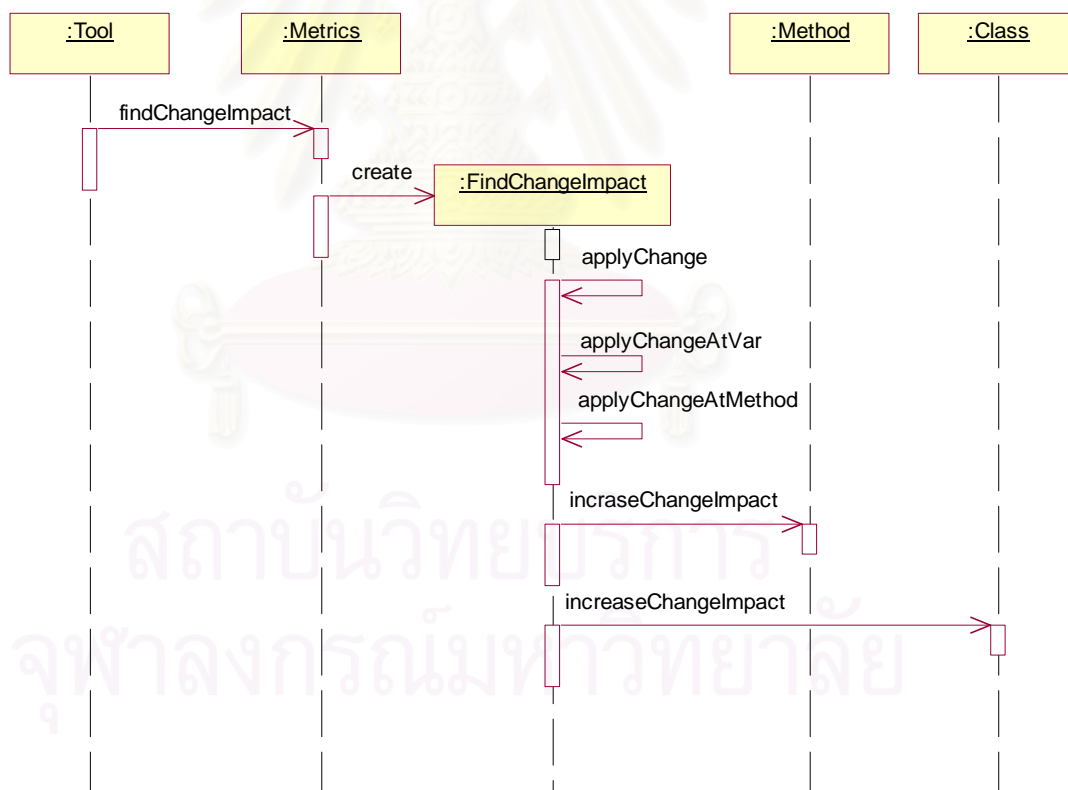 :Tool
:Metrics
:Method
:Class
findChangeImpact
create
:FindChangeImpact
applyChange
applyChangeAtVar
applyChangeAtMethod
incraseChangeImpact
increaseChangeImpact
สถาบันวิทยบริการ
จุฬาลงกรณ์มหาวิทยาลัย